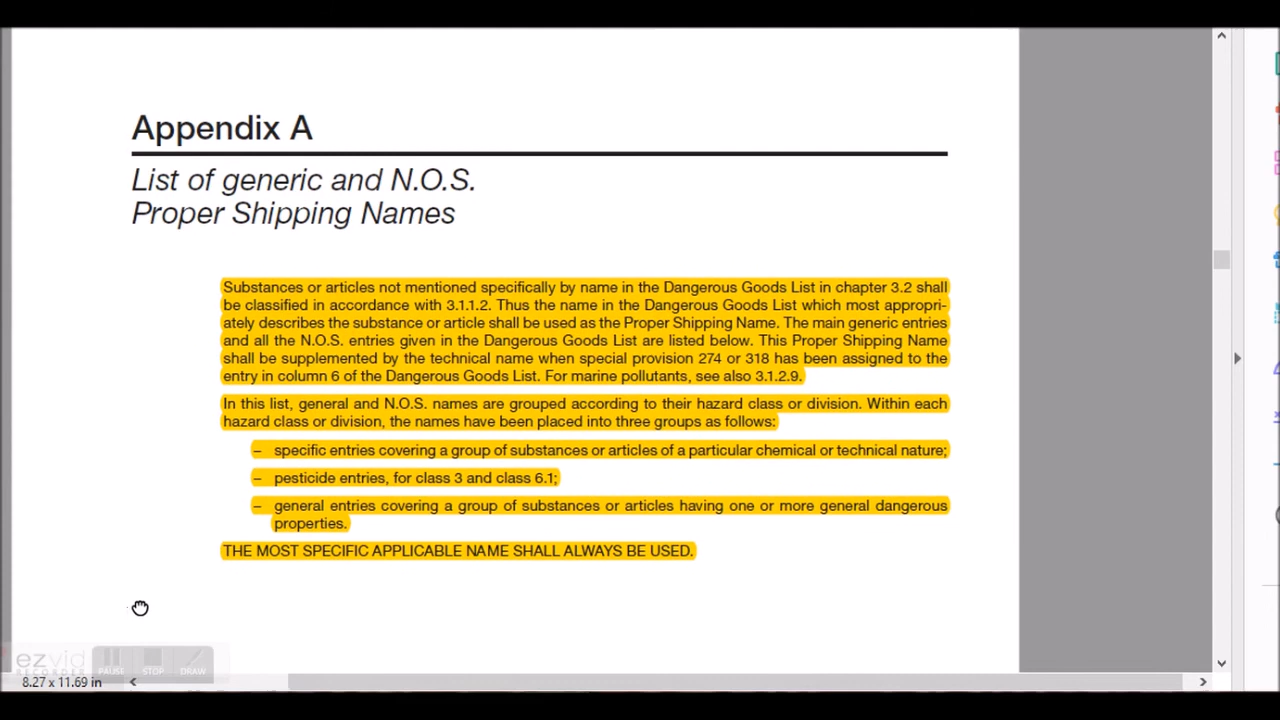 Appendix A
List of generic and N.O.S.
Proper Shipping Names
Substances or articles not mentioned specifically by name in the Dangerous Goods List in chapter 3.2 shall
be classified in accordance with 3.1.1.2. Thus the name in the Dangerous Goods List which most appropri-
ately describes the substance or article shall be used as the Proper Shipping Name. The main generic entries
and all the N.O.S. entries given in the Dangerous Goods List are listed below. This Proper Shipping Name
shall be supplemented by the technical name when special provision 274 or 318 has been assigned to the
entry in column 6 of the Dangerous Goods List. For marine pollutants, see also 3.1.2.9.
In this list, general and N.O.S. names are grouped according to their hazard class or division. Within each
hazard class or division, the names have been placed into three groups as follows:
– specific entries covering a group of substances or articles of a particular chemical or technical nature;
– pesticide entries, for class 3 and class 6.1;
– general entries covering a group of substances or articles having one or more general dangerous
properties.
THE MOST SPECIFIC APPLICABLE NAME SHALL ALWAYS BE USED.
ezvid
RECORDER
PAUSE STOP DRAW
8.27 x 11.69 in